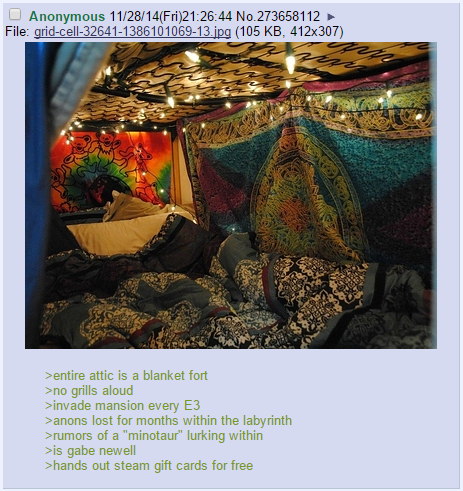 Anonymous 11/28/14(Fri)21:26:44 No.273658112 ►
File: grid-cell-32641-1386101069-13.jpg (105 KB, 412x307)
>entire attic is a blanket fort
>no grills aloud
>invade mansion every E3
>anons lost for months within the labyrinth
>rumors of a "minotaur" lurking within
>is gabe newell
>hands out steam gift cards for free